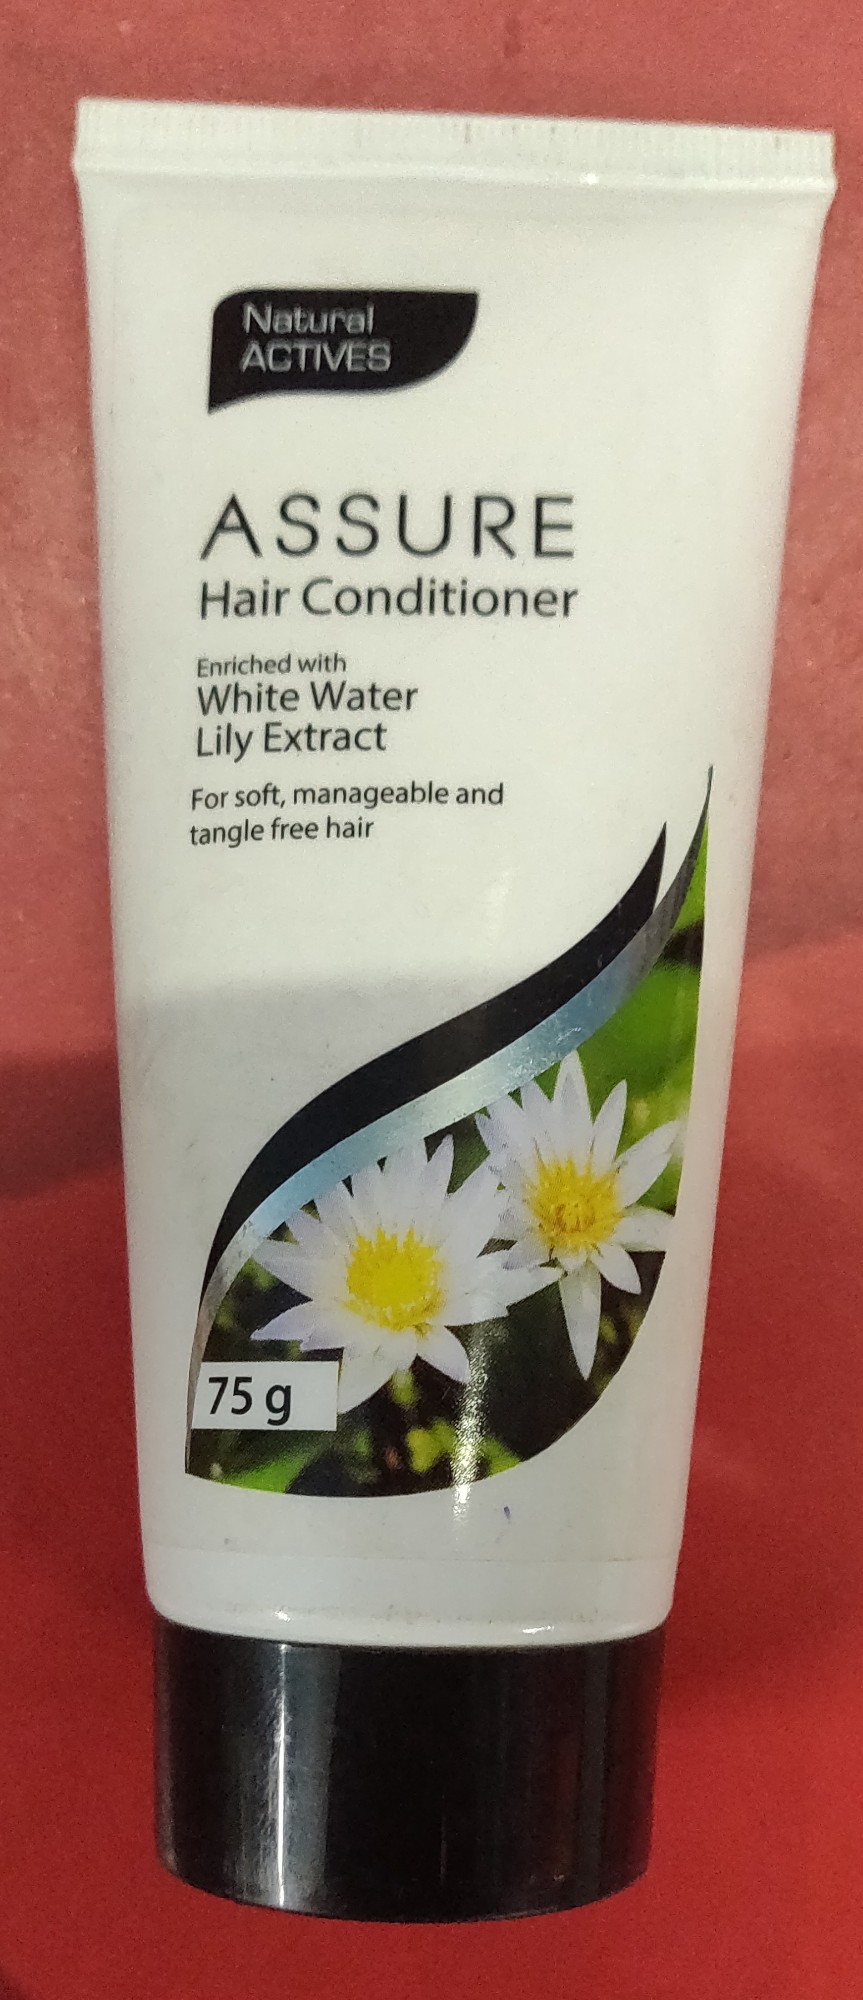 Natural
ACTIVES
ASSURE
Hair Conditioner
Enriched with
White Water
Lily Extract
For soft, manageable and
tangle free hair
75 g